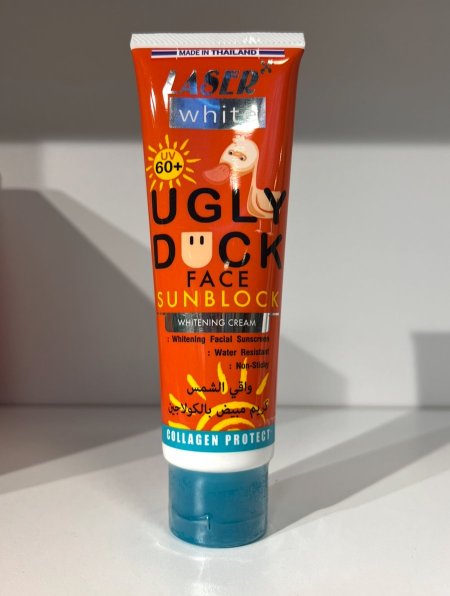 MADE IN THAILAND
LASER
white
UV
60+
UGLY
DUCK
FACE
SUNBLOCK
WHITENING CREAM
: Whitening Facial Sunscreen
: Water Resistant
: Non-Sticky
واقي الشمس
كريم مبيض بالكولاجين
COLLAGEN PROTECT